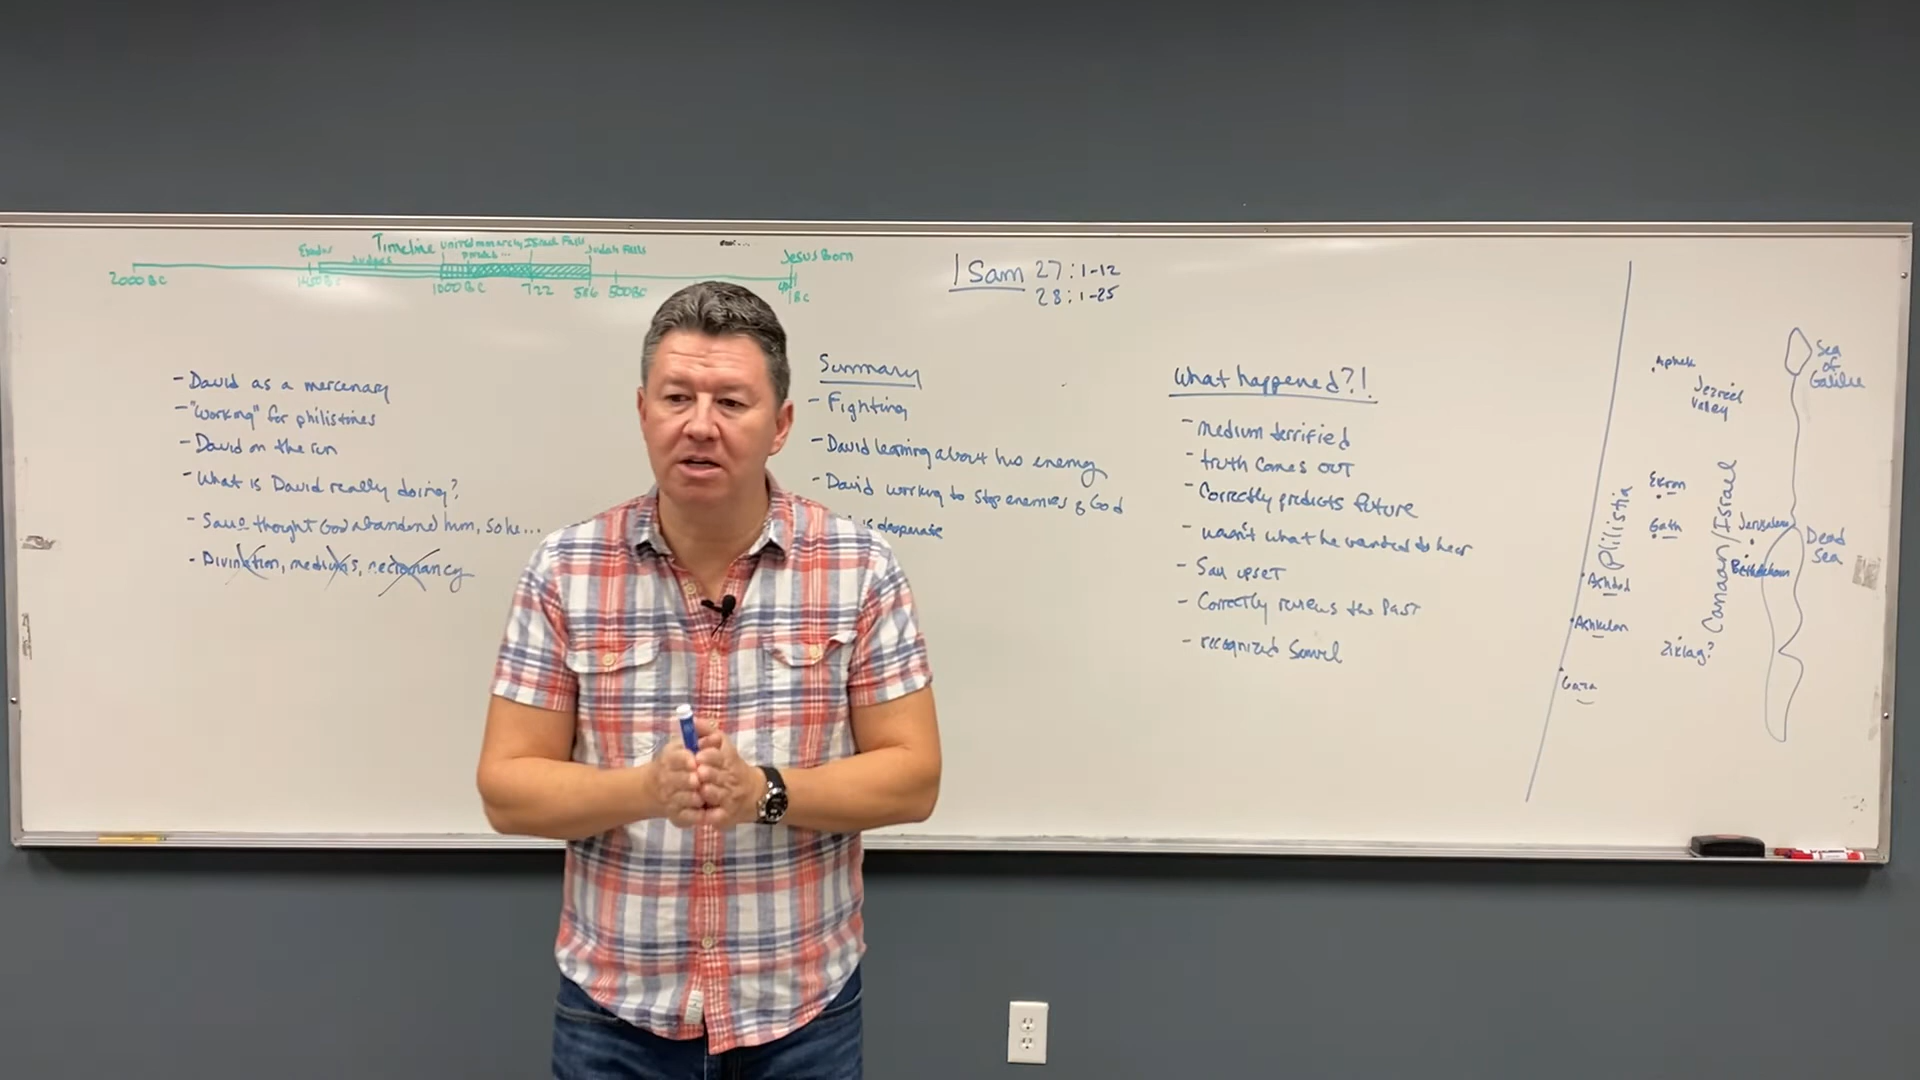 Timeline
Exodus
Judges
united monarchy
Israel Falls
Judah Falls
Jesus Born
2000 BC
1000 BC
722
586
500 BC
1 BC
1 Sam 27:1-12
28:1-25
- David as a mercenary
- "Working" for philistines
- David on the run
- What is David really doing?
- Saul thought God abandoned him, so he...
- Divination, mediums, necromancy
Summary
- Fighting
- David learning about his enemy
- David working to stop enemies of God
is desperate
What happened?!
- medium terrified
- truth comes out
- Correctly predicts future
- wasn't what he wanted to hear
- Saul upset
- Correctly reviews the Past
- recognized Samuel
Aphek
Jezreel
Valley
Sea
of
Galilee
Philistia
Canaan/Israel
Ekron
Gath
Jerusalem
Bethlehem
Dead
Sea
Ashdod
Ashkelon
Ziklag?
Gaza